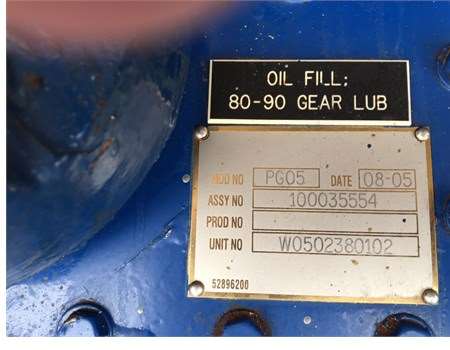 OIL FILL;
80-90 GEAR LUB
MOD NO PG05 DATE 08-05
ASSY NO 100035554
PROD NO
UNIT NO W0502380102
52896200